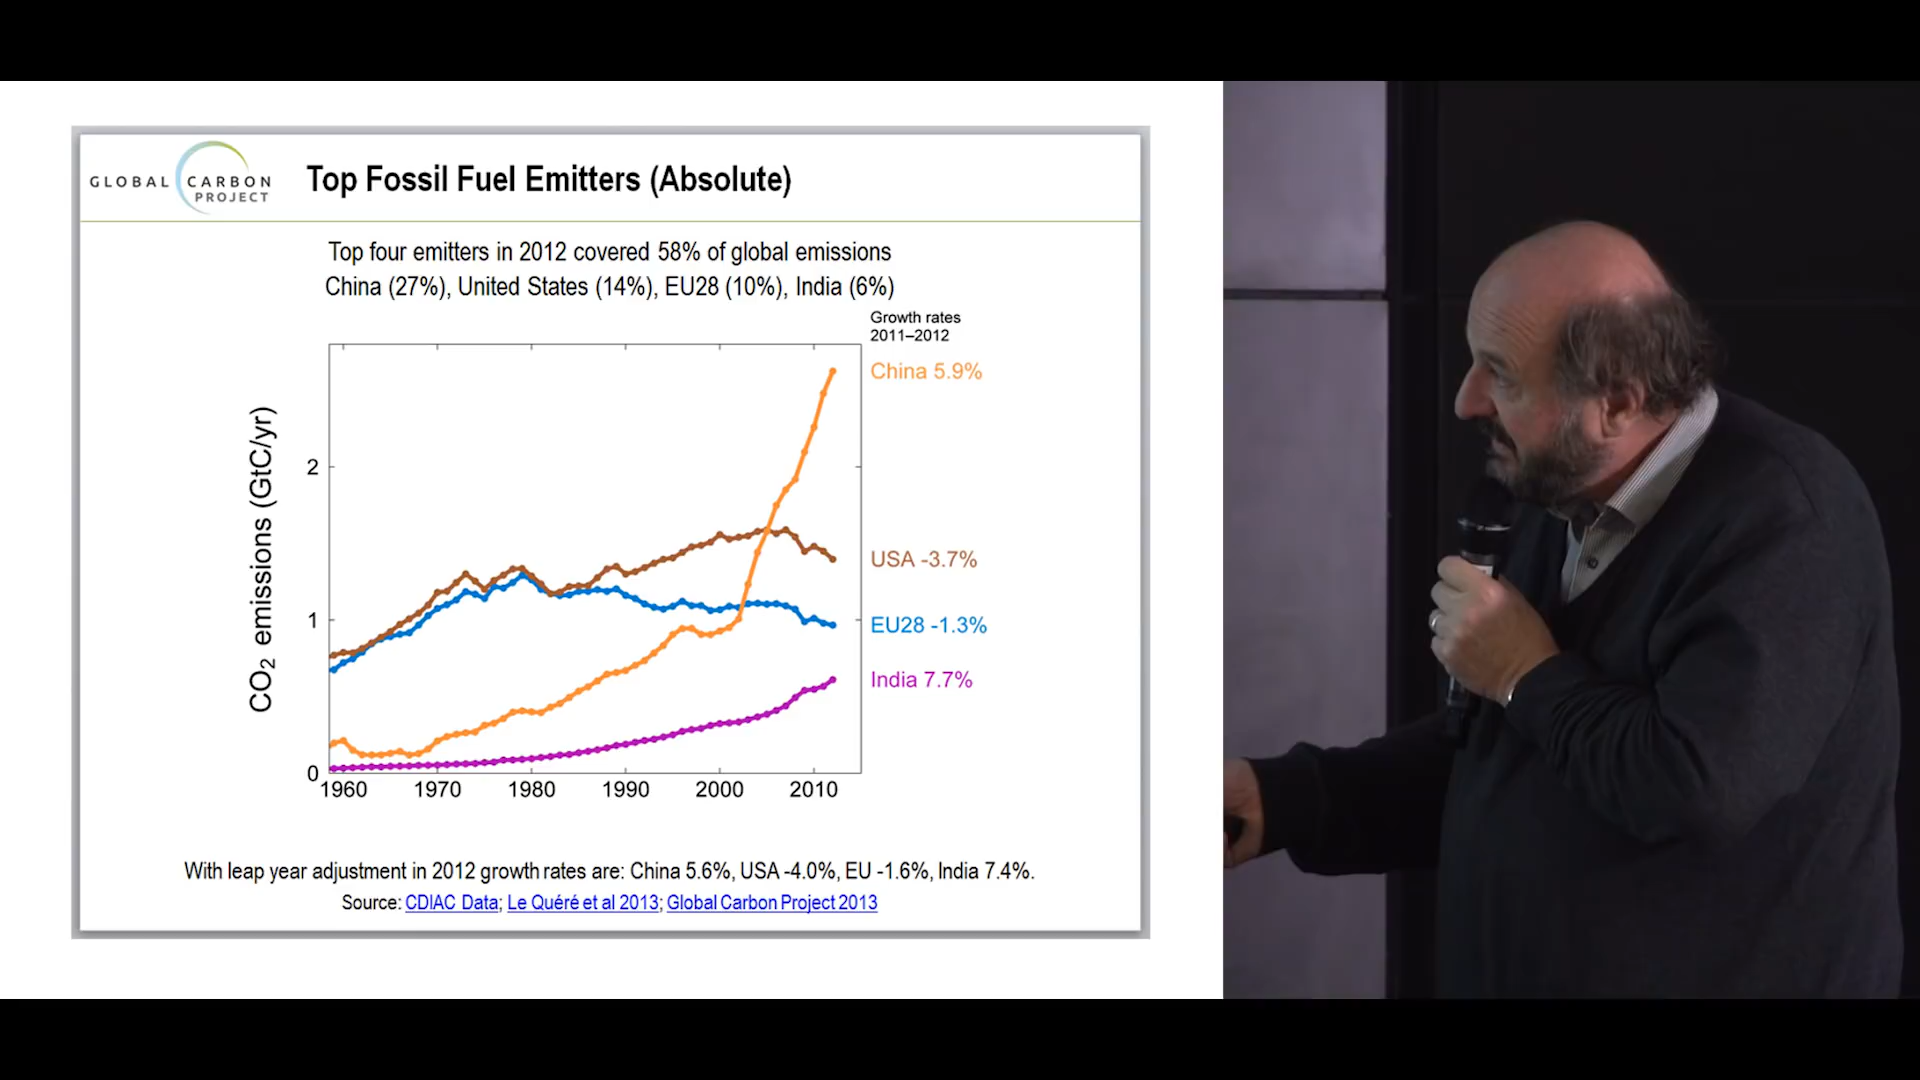 GLOBAL CARBON PROJECT
Top Fossil Fuel Emitters (Absolute)
Top four emitters in 2012 covered 58% of global emissions
China (27%), United States (14%), EU28 (10%), India (6%)
Growth rates
2011–2012
China 5.9%
2
USA -3.7%
1
EU28 -1.3%
India 7.7%
0
CO2 emissions (GtC/yr)
1960 1970 1980 1990 2000 2010
With leap year adjustment in 2012 growth rates are: China 5.6%, USA -4.0%, EU -1.6%, India 7.4%.
Source: CDIAC Data; Le Quéré et al 2013; Global Carbon Project 2013